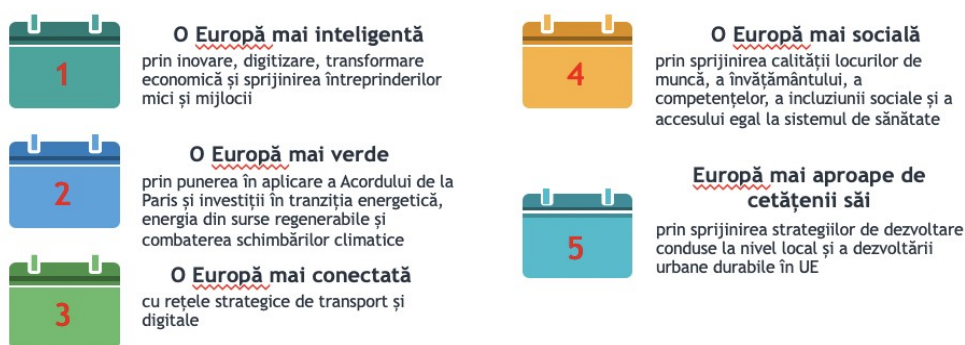 1
O Europă mai inteligentă
prin inovare, digitizare, transformare
economică și sprijinirea întreprinderilor
mici și mijlocii
2
O Europă mai verde
prin punerea în aplicare a Acordului de la
Paris și investiții în tranziția energetică,
energia din surse regenerabile și
combaterea schimbărilor climatice
3
O Europă mai conectată
cu rețele strategice de transport și
digitale
4
O Europă mai socială
prin sprijinirea calității locurilor de
muncă, a învățământului, a
competențelor, a incluziunii sociale și a
accesului egal la sistemul de sănătate
5
Europă mai aproape de
cetățenii săi
prin sprijinirea strategiilor de dezvoltare
conduse la nivel local și a dezvoltării
urbane durabile în UE